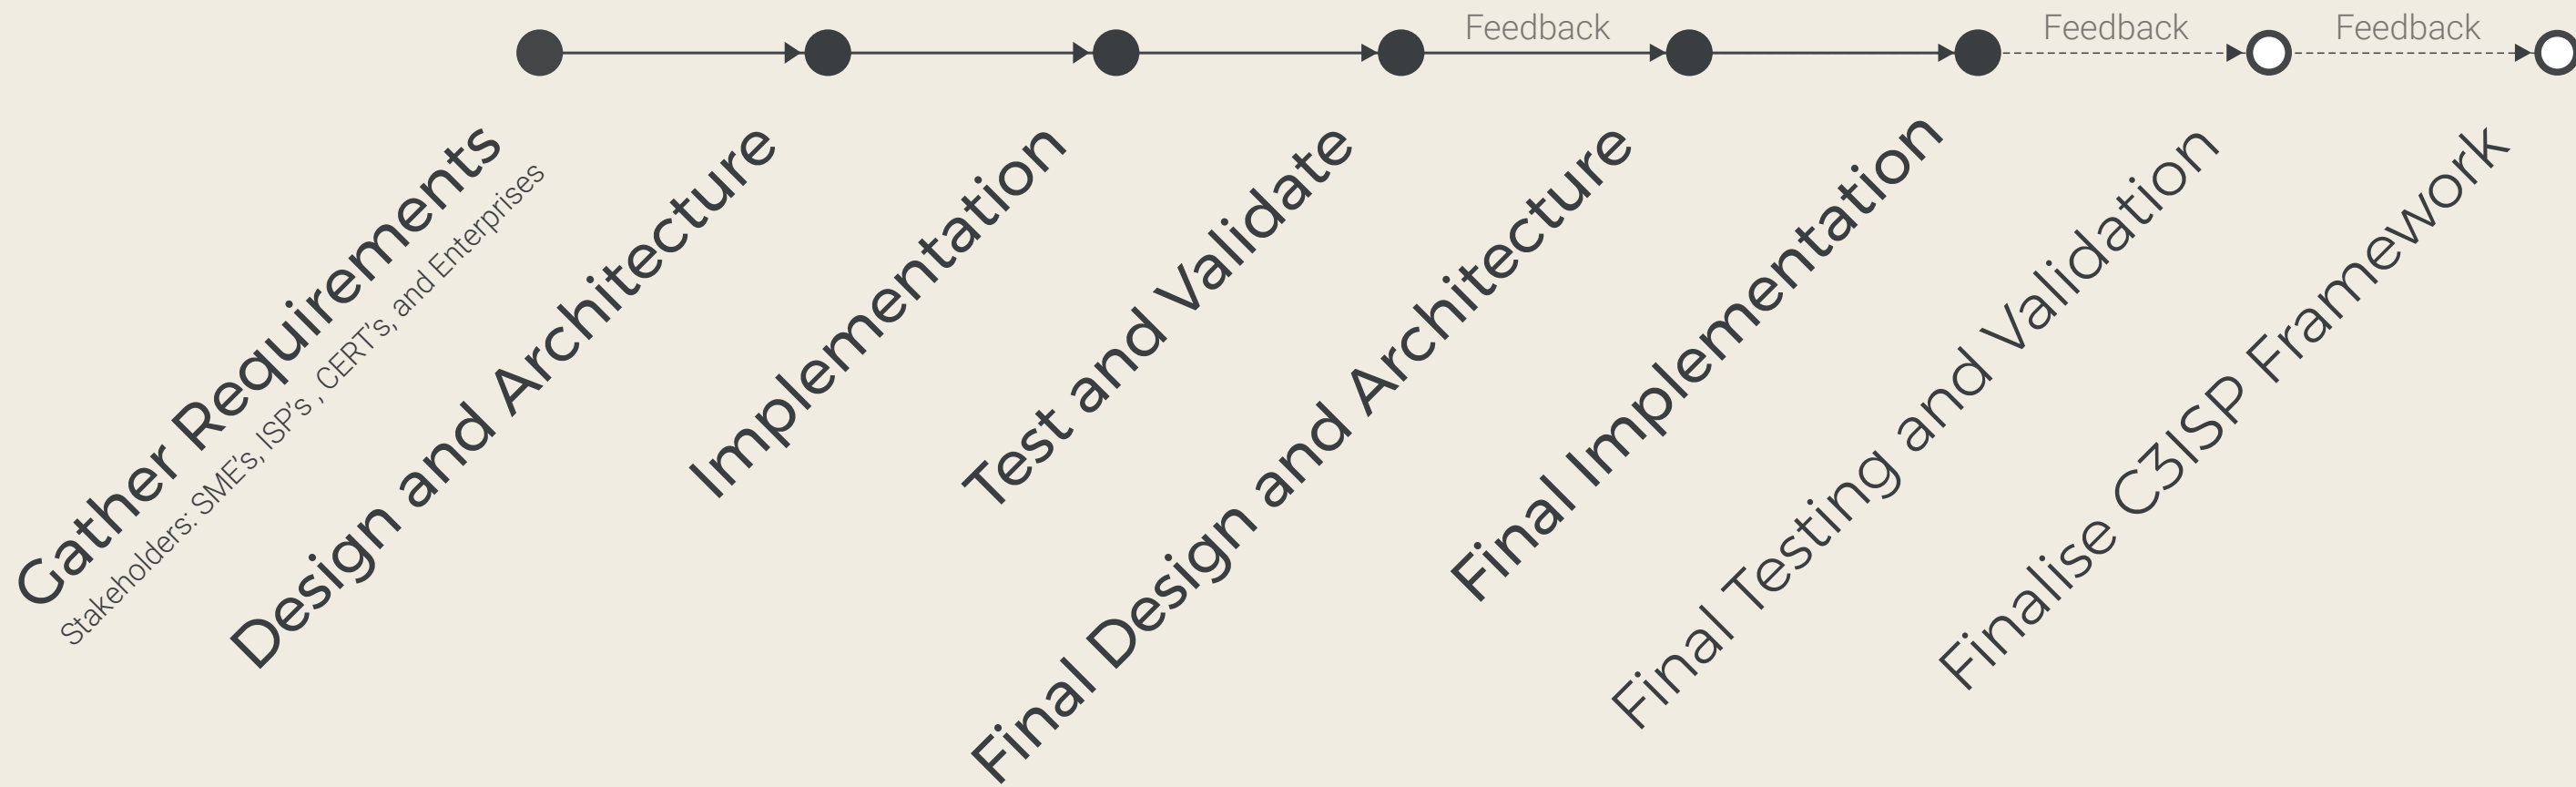 Feedback
Feedback
Feedback
Gather Requirements
Stakeholders: SME's, ISP's , CERT's, and Enterprises
Design and Architecture
Implementation
Test and Validate
Final Design and Architecture
Final Implementation
Final Testing and Validation
Finalise C3ISP Framework